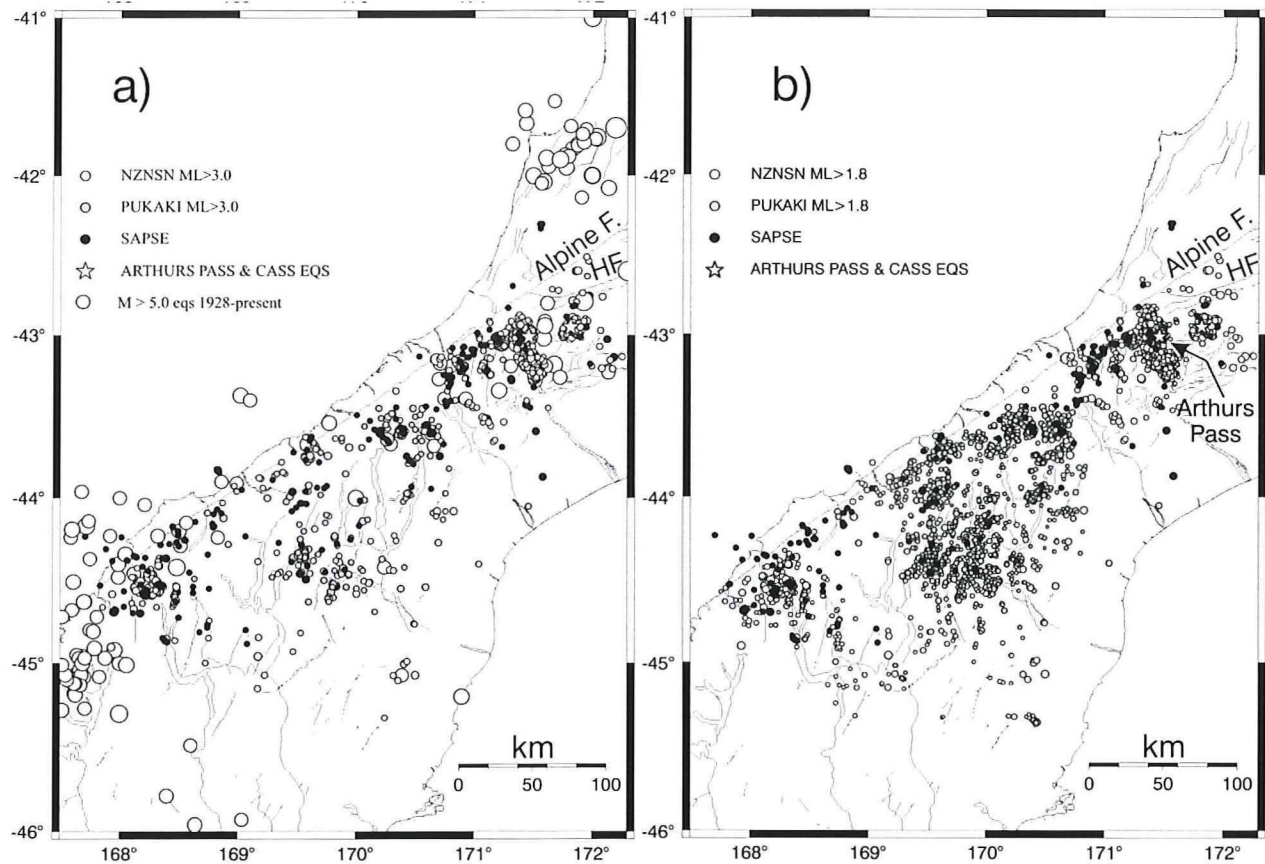 -41°
-42°
-43°
-44°
-45°
-46°
168°
169°
170°
171°
172°
a)
NZNSN ML>3.0
PUKAKI ML>3.0
SAPSE
ARTHURS PASS & CASS EQS
M > 5.0 eqs 1928-present
Alpine F.
HF
km
0 50 100
b)
NZNSN ML>1.8
PUKAKI ML>1.8
SAPSE
ARTHURS PASS & CASS EQS
Alpine F.
HF
Arthurs
Pass
km
0 50 100
-41°
-42°
-43°
-44°
-45°
-46°
168°
169°
170°
171°
172°